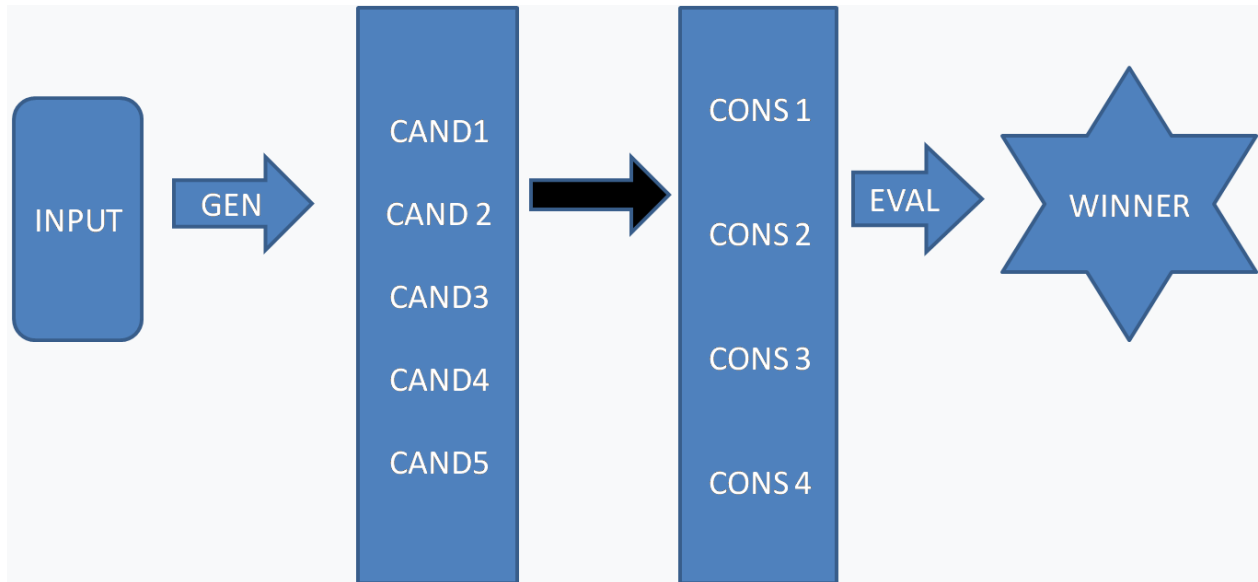 INPUT
GEN
CAND1
CAND 2
CAND3
CAND4
CAND5
CONS 1
CONS 2
CONS 3
CONS 4
EVAL
WINNER